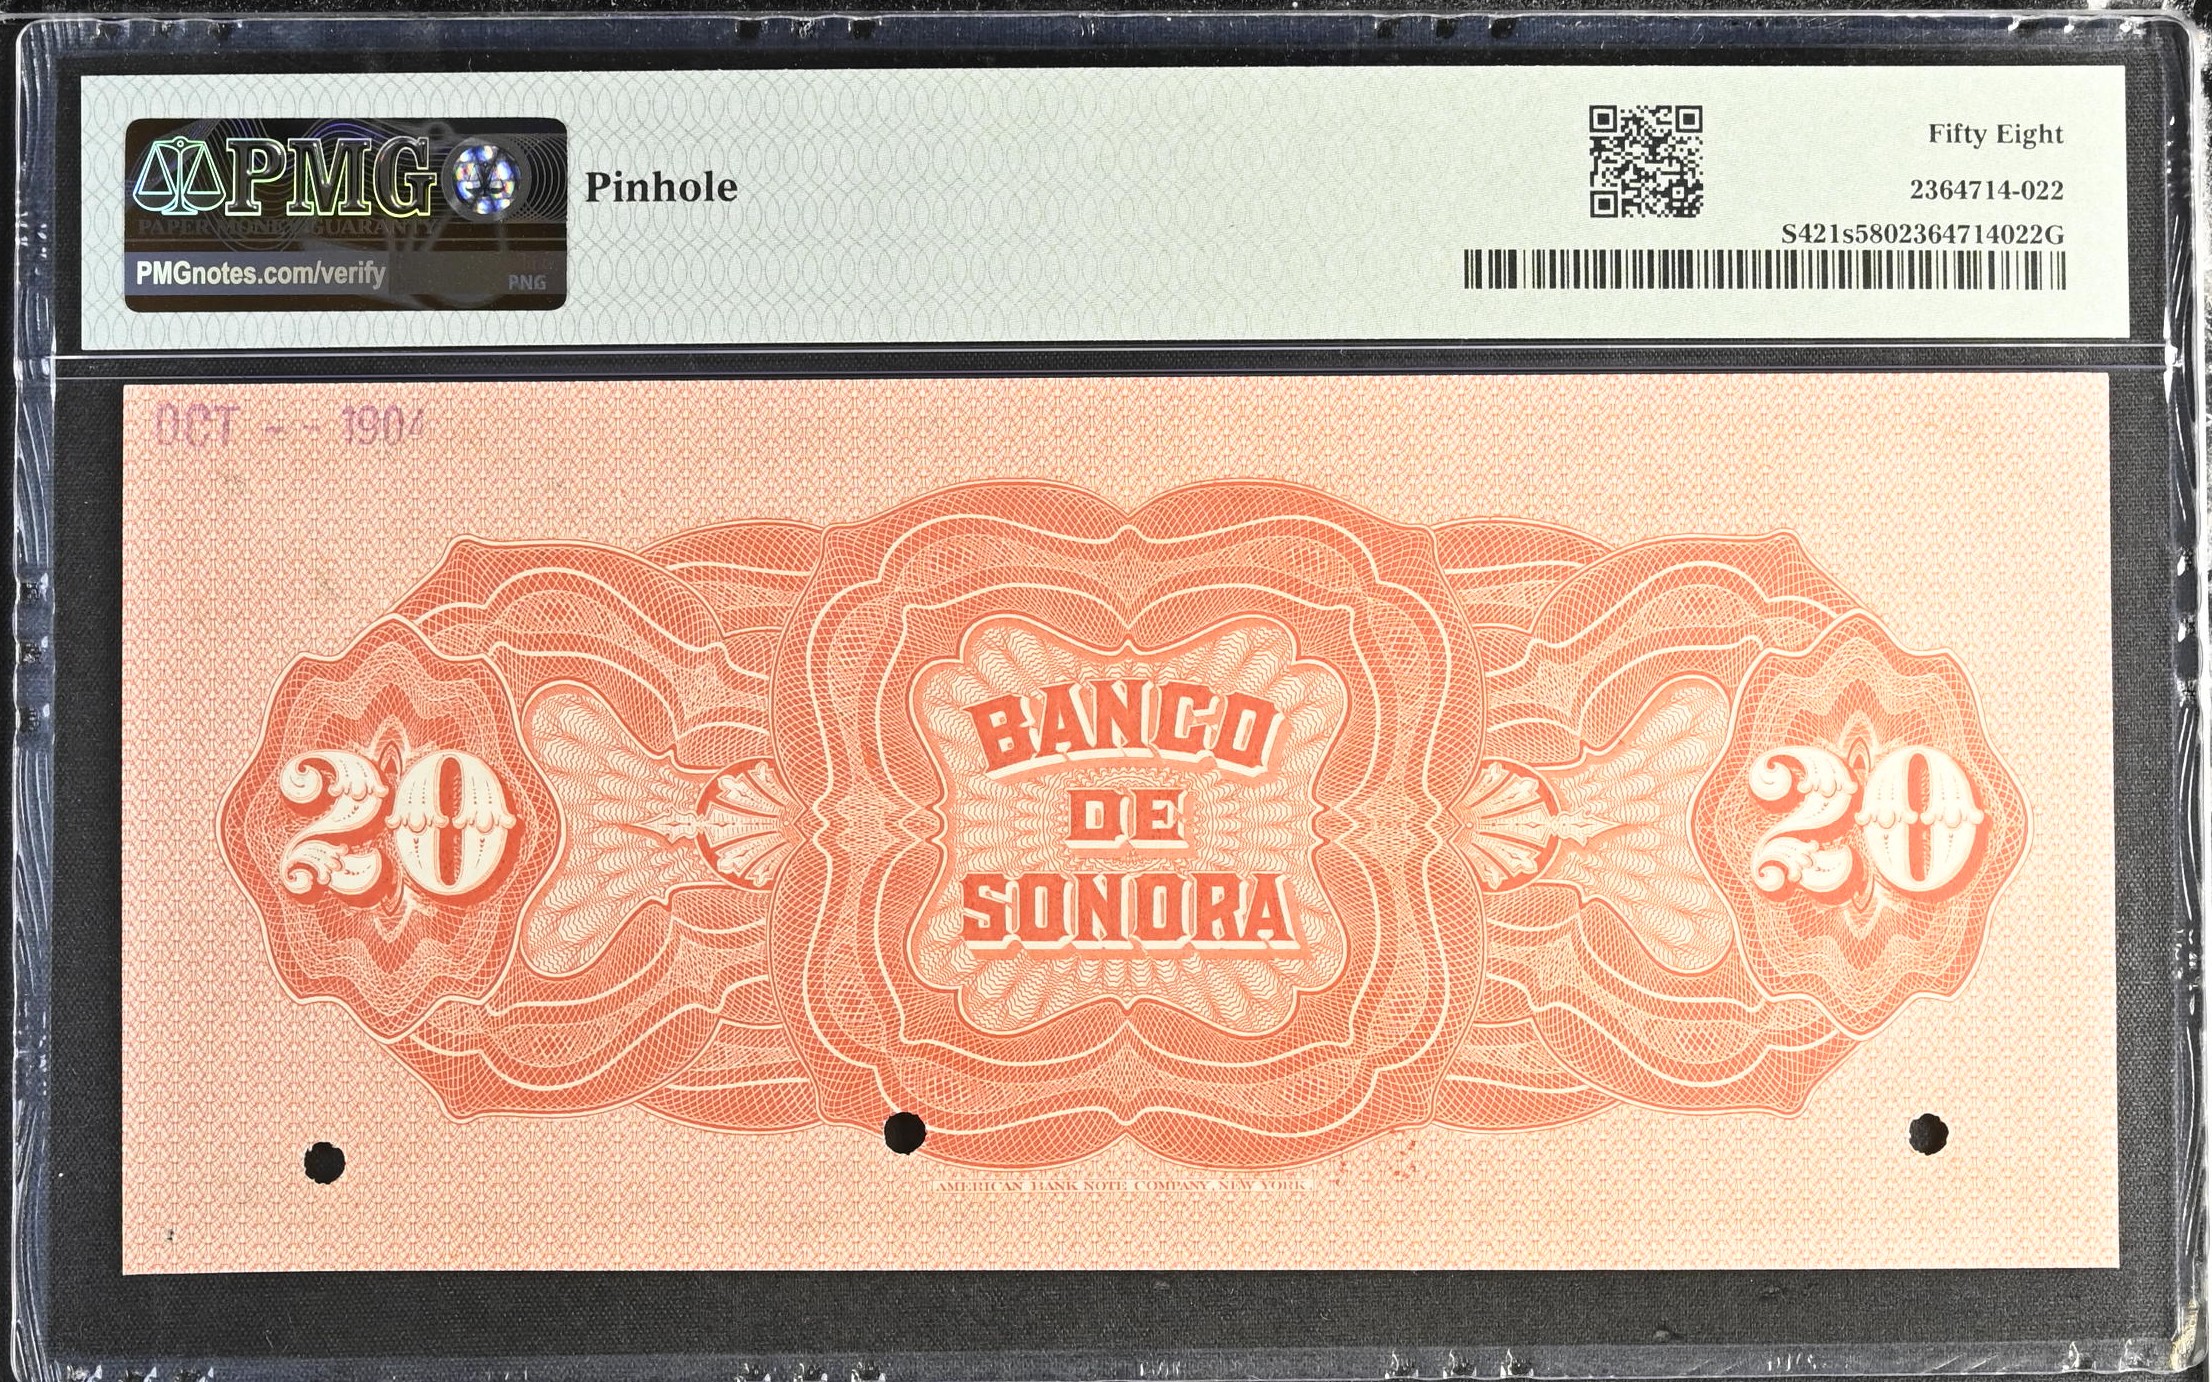 PMG
PAPER MONEY GUARANTY
PMGnotes.com/verify
PNG
Pinhole
Fifty Eight
2364714-022
S421s5802364714022G
OCT - - 1904
BANCO
DE
SONORA
20
20
AMERICAN BANK NOTE COMPANY, NEW YORK.